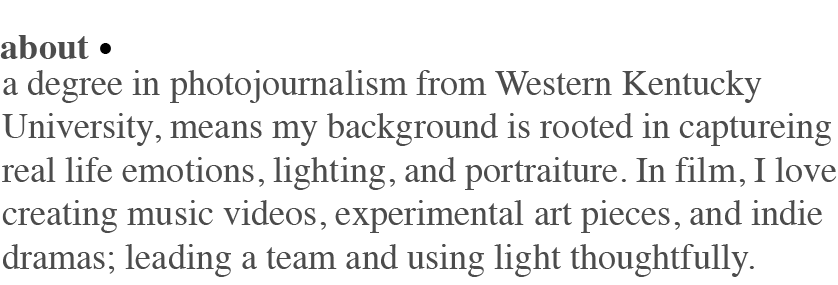 about •
a degree in photojournalism from Western Kentucky
University, means my background is rooted in captureing
real life emotions, lighting, and portraiture. In film, I love
creating music videos, experimental art pieces, and indie
dramas; leading a team and using light thoughtfully.